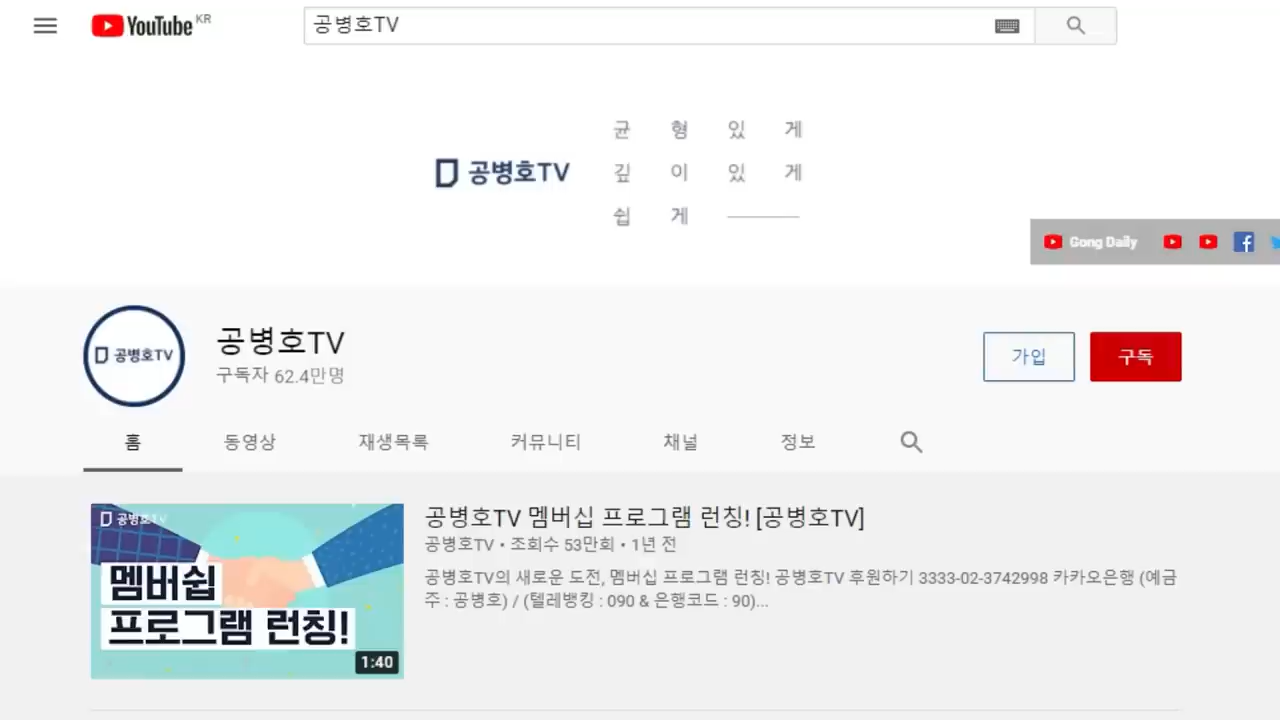 YouTube KR
공병호TV
공병호TV
균 형 있 게
깊 이 있 게
쉽 게
Gong Daily
공병호TV
공병호TV
구독자 62.4만명
가입
구독
홈 동영상 재생목록 커뮤니티 채널 정보
공병호TV
멤버쉽
프로그램 런칭!
1:40
공병호TV 멤버십 프로그램 런칭! [공병호TV]
공병호TV • 조회수 53만회 • 1년 전
공병호TV의 새로운 도전, 멤버십 프로그램 런칭! 공병호TV 후원하기 3333-02-3742998 카카오은행 (예금
주 : 공병호) / (텔레뱅킹 : 090 & 은행코드 : 90)...